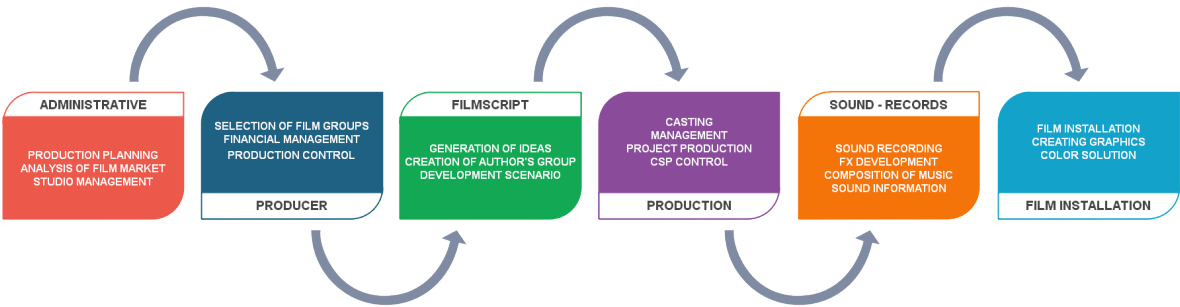 ADMINISTRATIVE
PRODUCTION PLANNING
ANALYSIS OF FILM MARKET
STUDIO MANAGEMENT
SELECTION OF FILM GROUPS
FINANCIAL MANAGEMENT
PRODUCTION CONTROL
PRODUCER
FILMSCRIPT
GENERATION OF IDEAS
CREATION OF AUTHOR'S GROUP
DEVELOPMENT SCENARIO
CASTING
MANAGEMENT
PROJECT PRODUCTION
CSP CONTROL
PRODUCTION
SOUND - RECORDS
SOUND RECORDING
FX DEVELOPMENT
COMPOSITION OF MUSIC
SOUND INFORMATION
FILM INSTALLATION
CREATING GRAPHICS
COLOR SOLUTION
FILM INSTALLATION